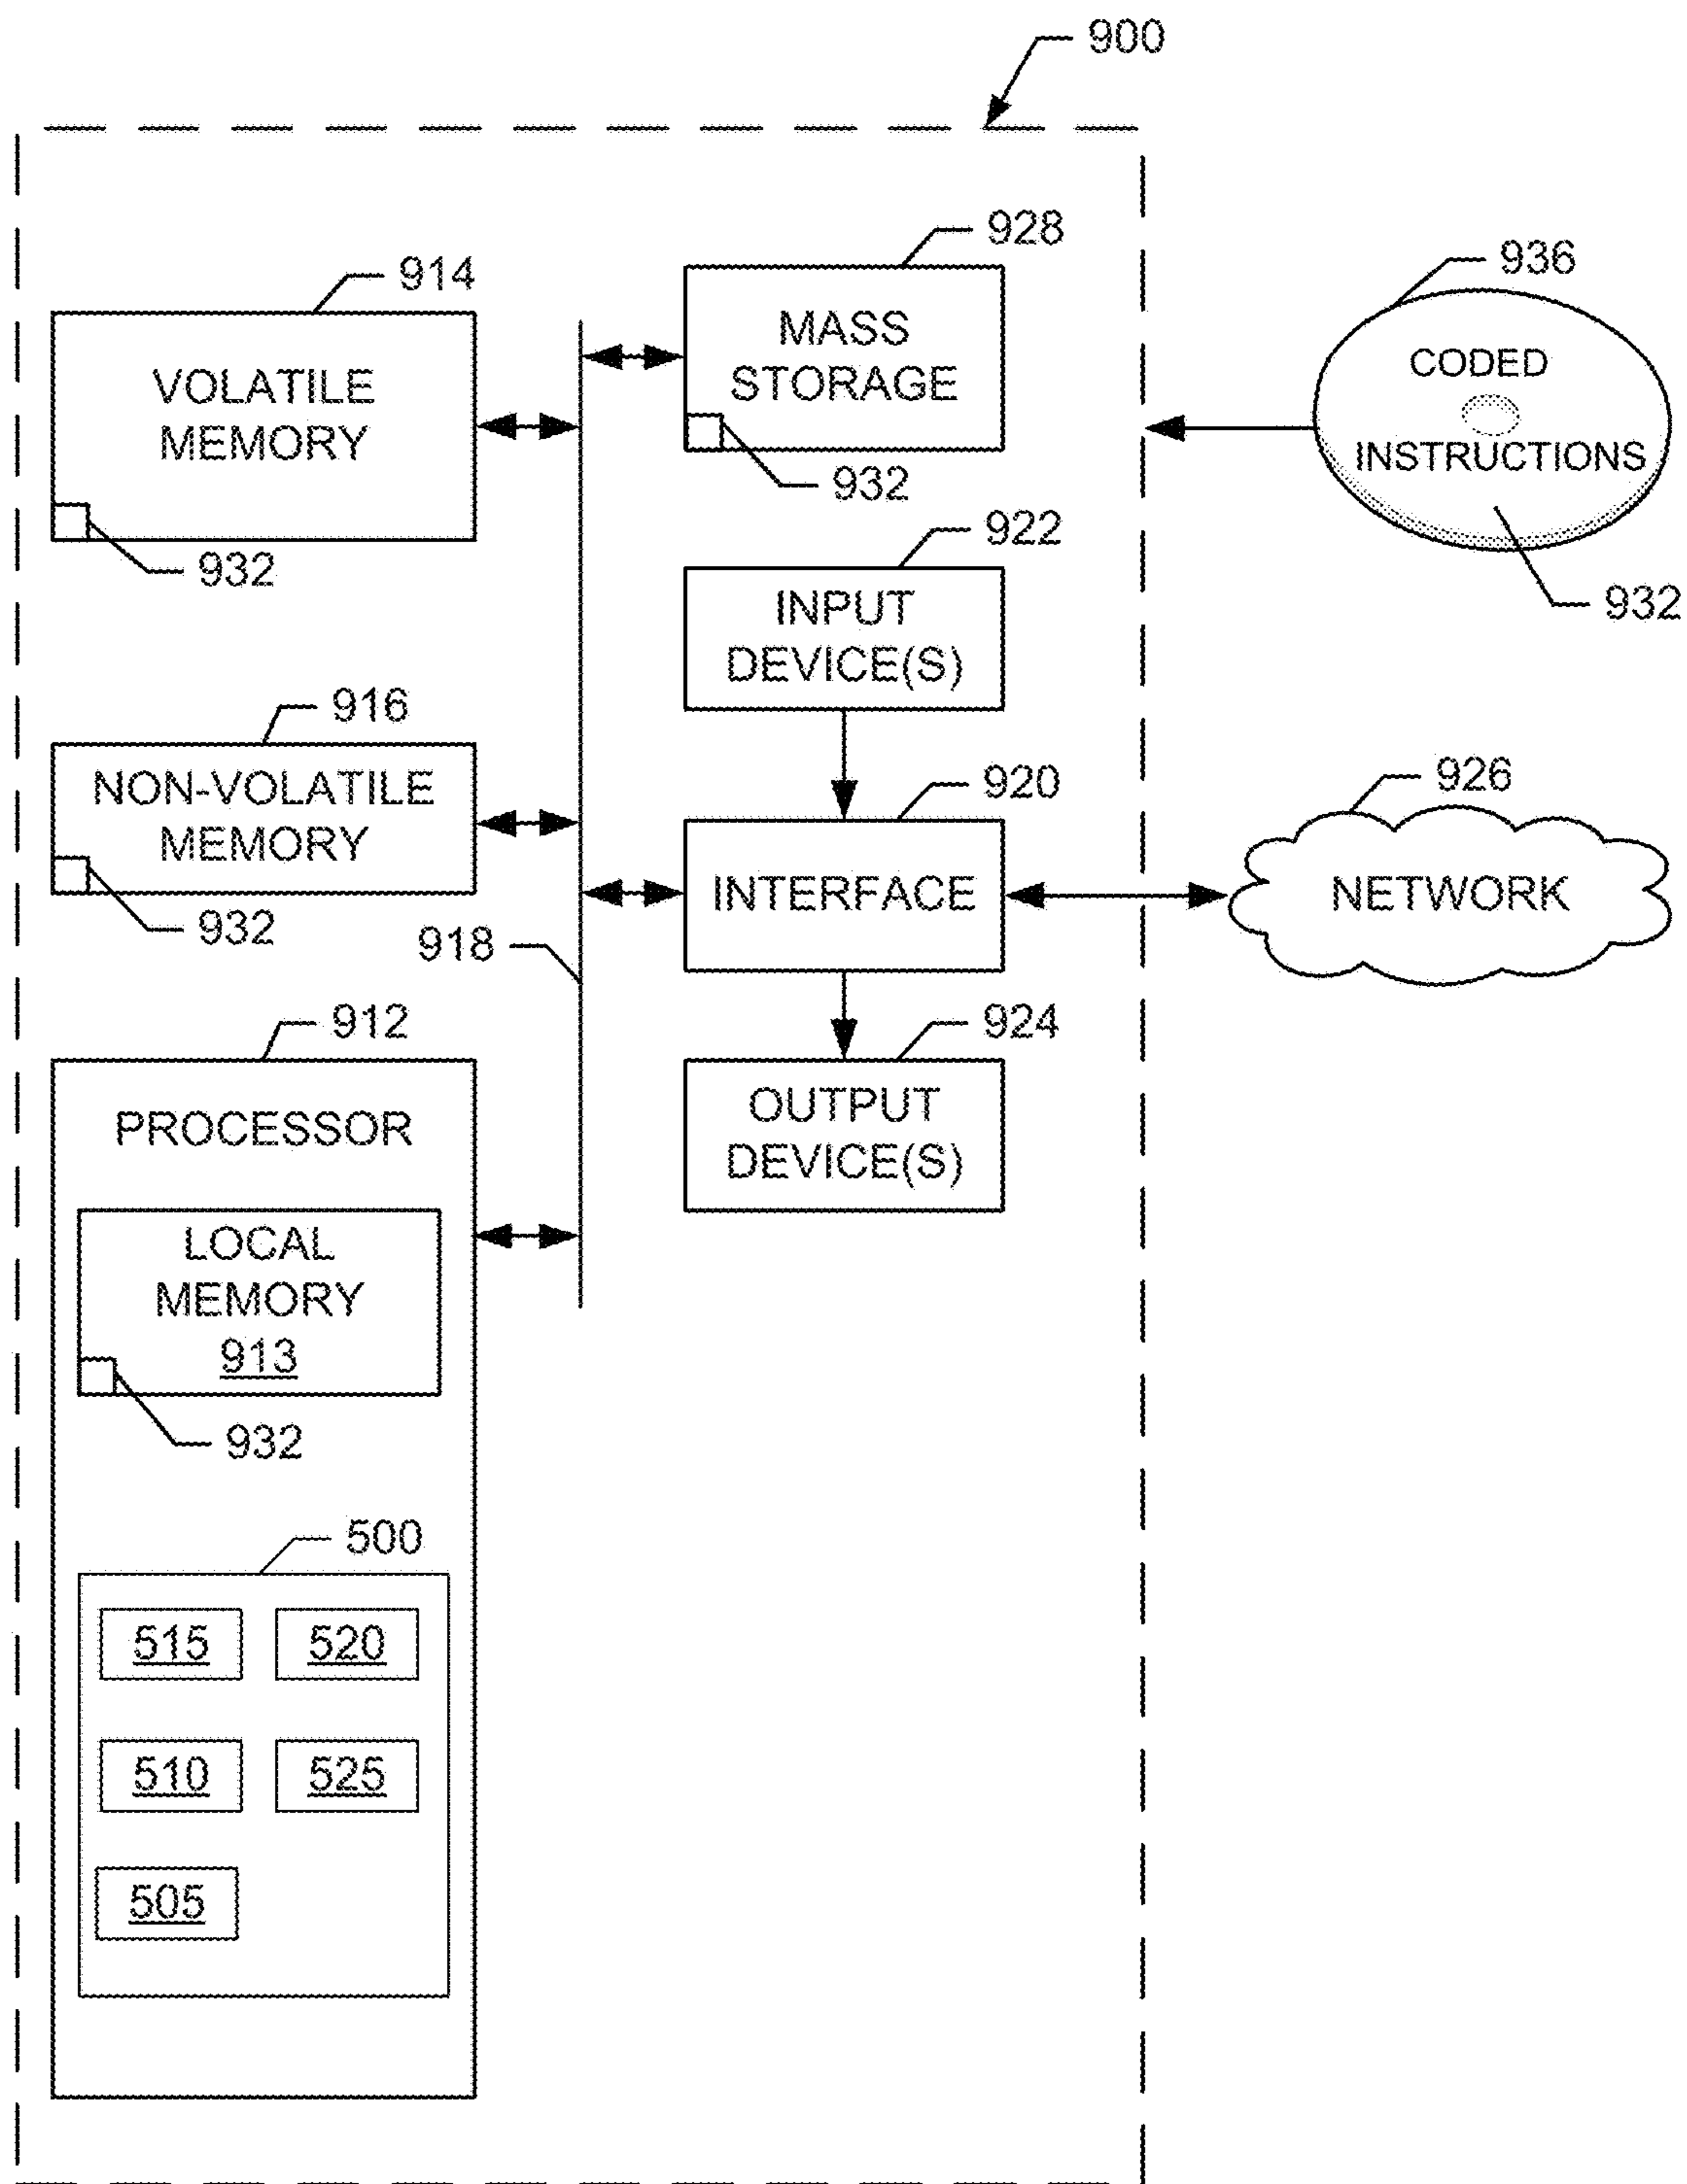 900
928
914
936
MASS
STORAGE
VOLATILE
MEMORY
CODED
INSTRUCTIONS
932
932
932
922
INPUT
DEVICE(S)
916
920
926
NON-VOLATILE
MEMORY
INTERFACE
NETWORK
932
918
912
924
PROCESSOR
OUTPUT
DEVICE(S)
LOCAL
MEMORY
913
932
500
515
520
510
525
505